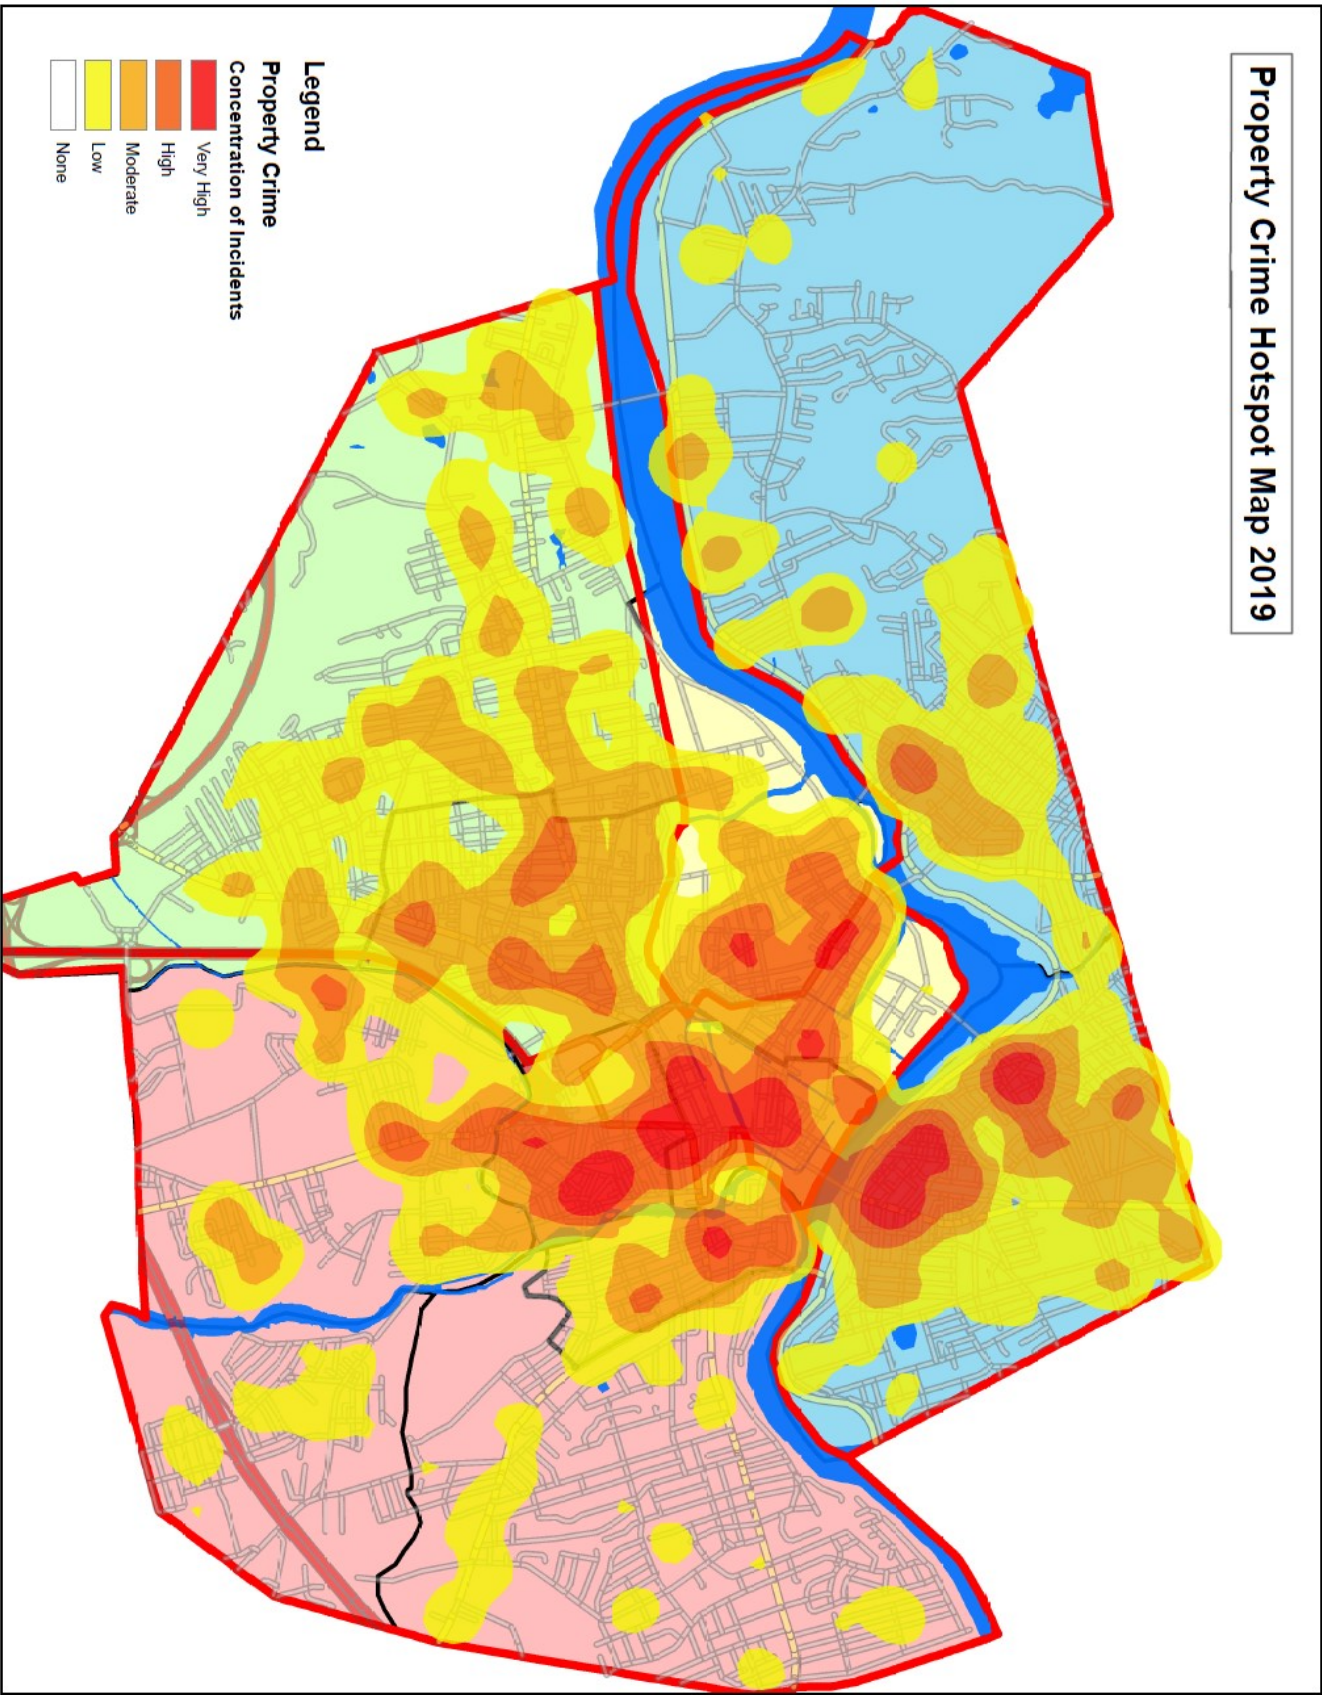 Property Crime Hotspot Map 2019
Legend
Property Crime
Concentration of Incidents
Very High
High
Moderate
Low
None